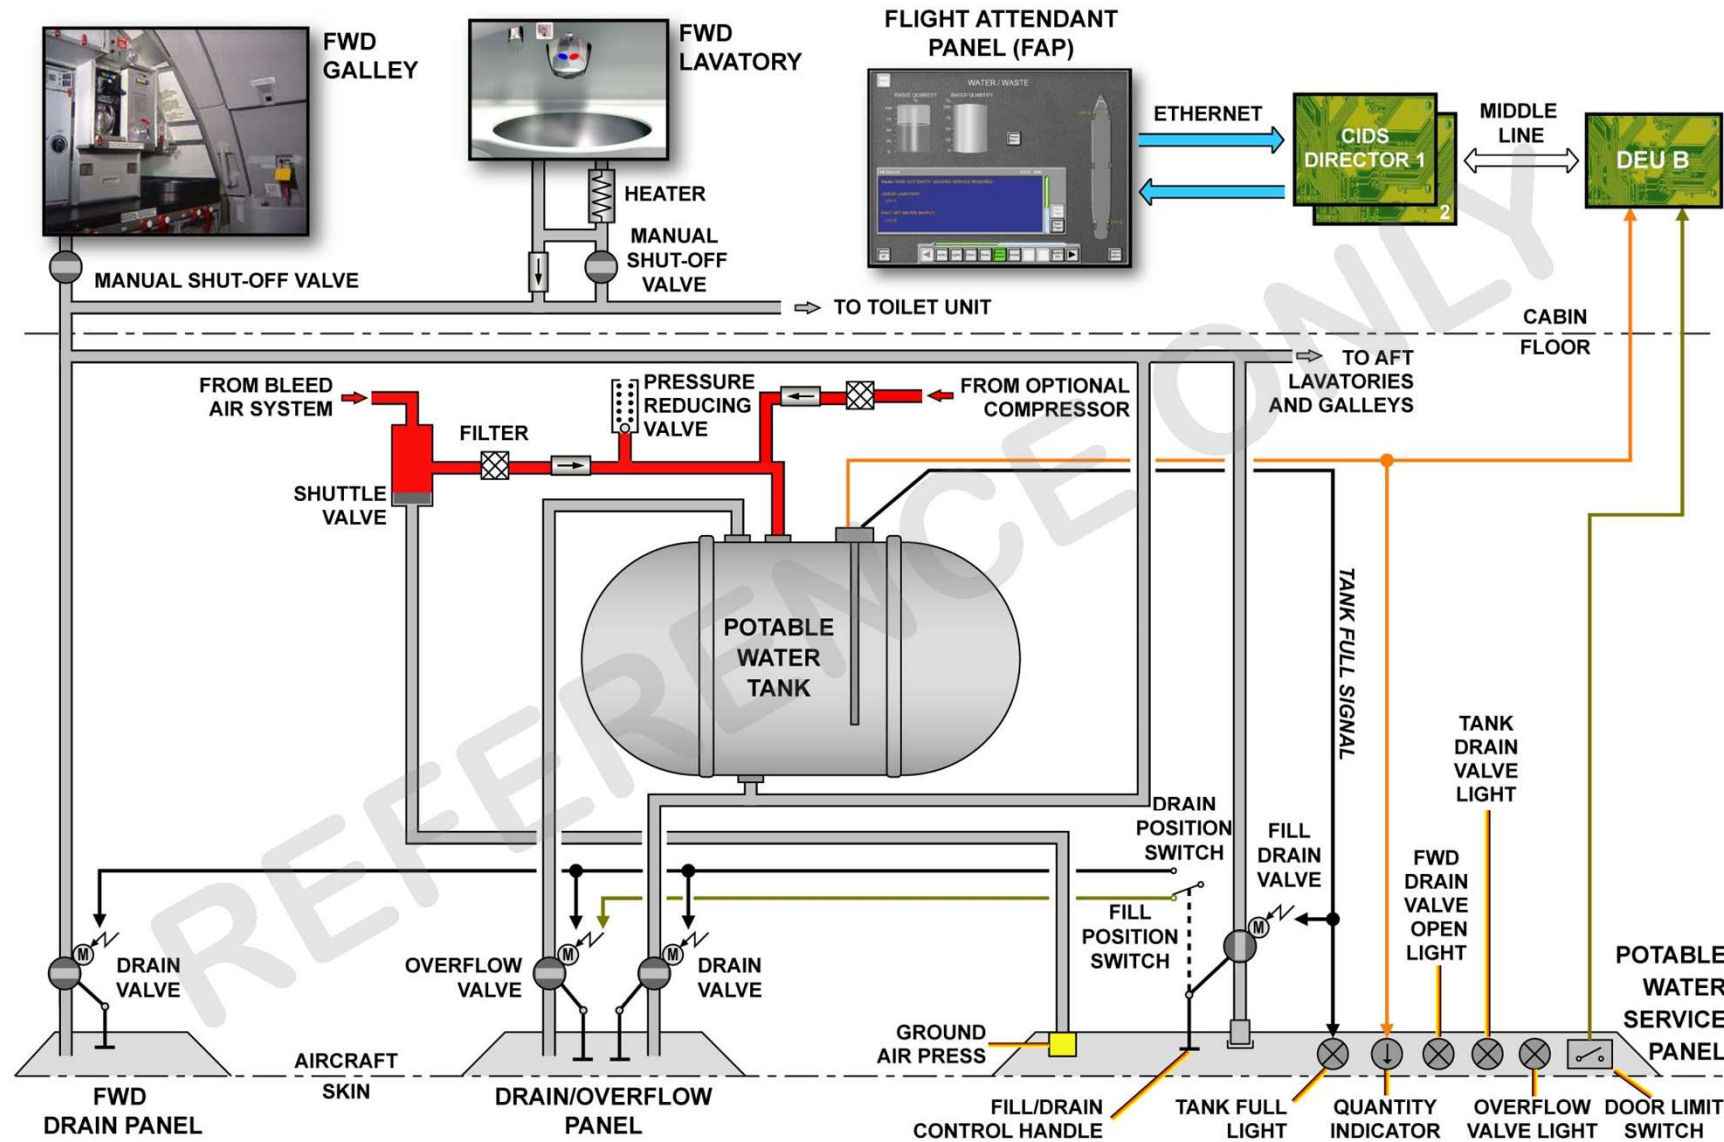 FWD
GALLEY
FWD
LAVATORY
FLIGHT ATTENDANT
PANEL (FAP)
WATER / WASTE
WASTE QUANTITY
WATER QUANTITY
ETHERNET
CIDS
DIRECTOR 1
2
MIDDLE
LINE
DEU B
HEATER
MANUAL
SHUT-OFF
VALVE
MANUAL SHUT-OFF VALVE
TO TOILET UNIT
CABIN
FLOOR
TO AFT
LAVATORIES
AND GALLEYS
FROM BLEED
AIR SYSTEM
PRESSURE
REDUCING
VALVE
FROM OPTIONAL
COMPRESSOR
FILTER
SHUTTLE
VALVE
POTABLE
WATER
TANK
TANK FULL SIGNAL
TANK
DRAIN
VALVE
LIGHT
DRAIN
POSITION
SWITCH
FILL
DRAIN
VALVE
FWD
DRAIN
VALVE
OPEN
LIGHT
FILL
POSITION
SWITCH
M
DRAIN
VALVE
OVERFLOW
VALVE
M
M
DRAIN
VALVE
M
POTABLE
WATER
SERVICE
PANEL
GROUND
AIR PRESS
AIRCRAFT
SKIN
FWD
DRAIN PANEL
DRAIN/OVERFLOW
PANEL
FILL/DRAIN
CONTROL HANDLE
TANK FULL
LIGHT
QUANTITY
INDICATOR
OVERFLOW
VALVE LIGHT
DOOR LIMIT
SWITCH
REFERENCE ONLY